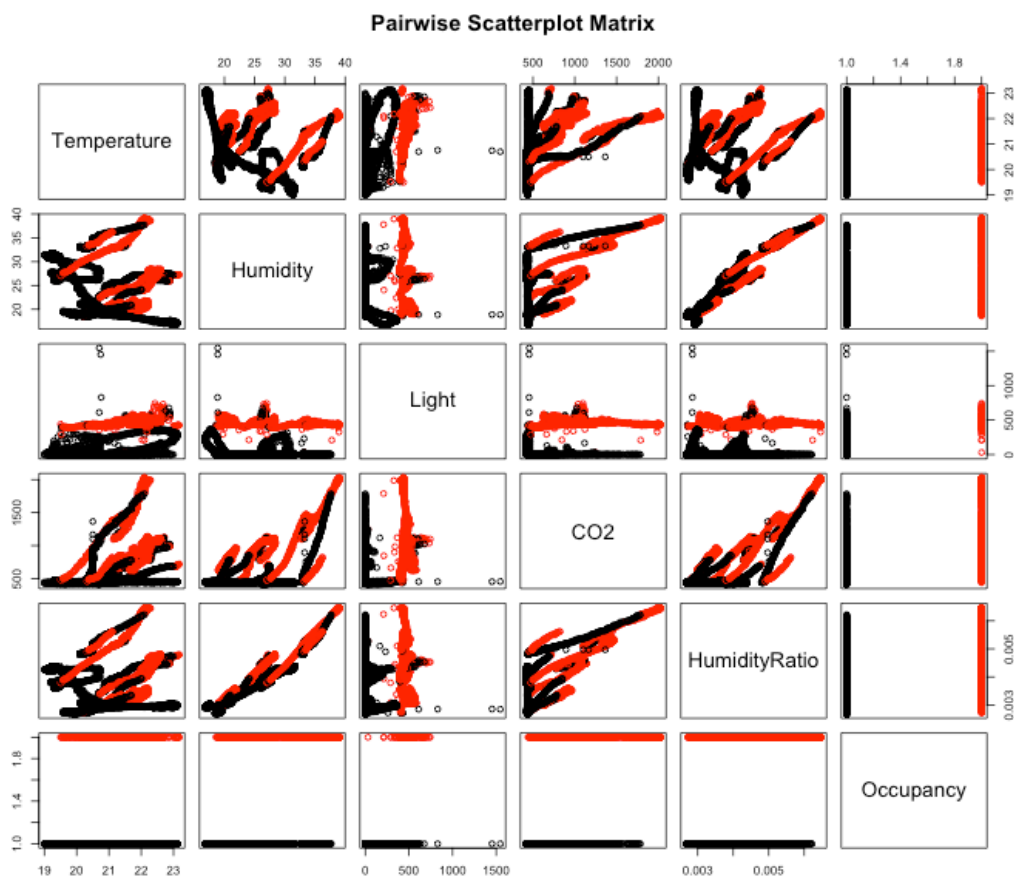 Pairwise Scatterplot Matrix
20 25 30 35 40
500 1000 1500 2000
1.0 1.4 1.8
Temperature
19 20 21 22 23
20 25 30 35 40
Humidity
Light
0 500 1000
500 1500
CO2
HumidityRatio
0.003 0.005
1.0 1.4 1.8
Occupancy
19 20 21 22 23
0 500 1000 1500
0.003 0.005